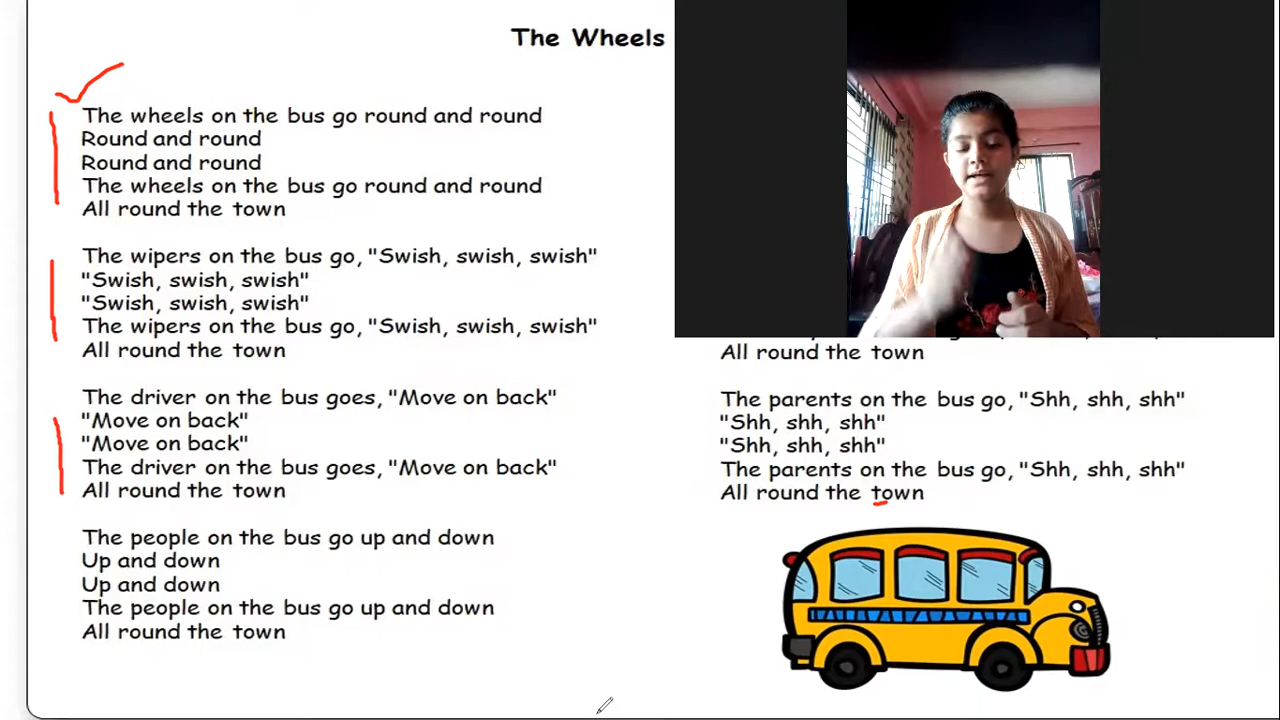 The Wheels
The wheels on the bus go round and round
Round and round
Round and round
The wheels on the bus go round and round
All round the town
The wipers on the bus go, "Swish, swish, swish"
"Swish, swish, swish"
"Swish, swish, swish"
The wipers on the bus go, "Swish, swish, swish"
All round the town
The driver on the bus goes, "Move on back"
"Move on back"
"Move on back"
The driver on the bus goes, "Move on back"
All round the town
The people on the bus go up and down
Up and down
Up and down
The people on the bus go up and down
All round the town
All round the town
The parents on the bus go, "Shh, shh, shh"
"Shh, shh, shh"
"Shh, shh, shh"
The parents on the bus go, "Shh, shh, shh"
All round the town